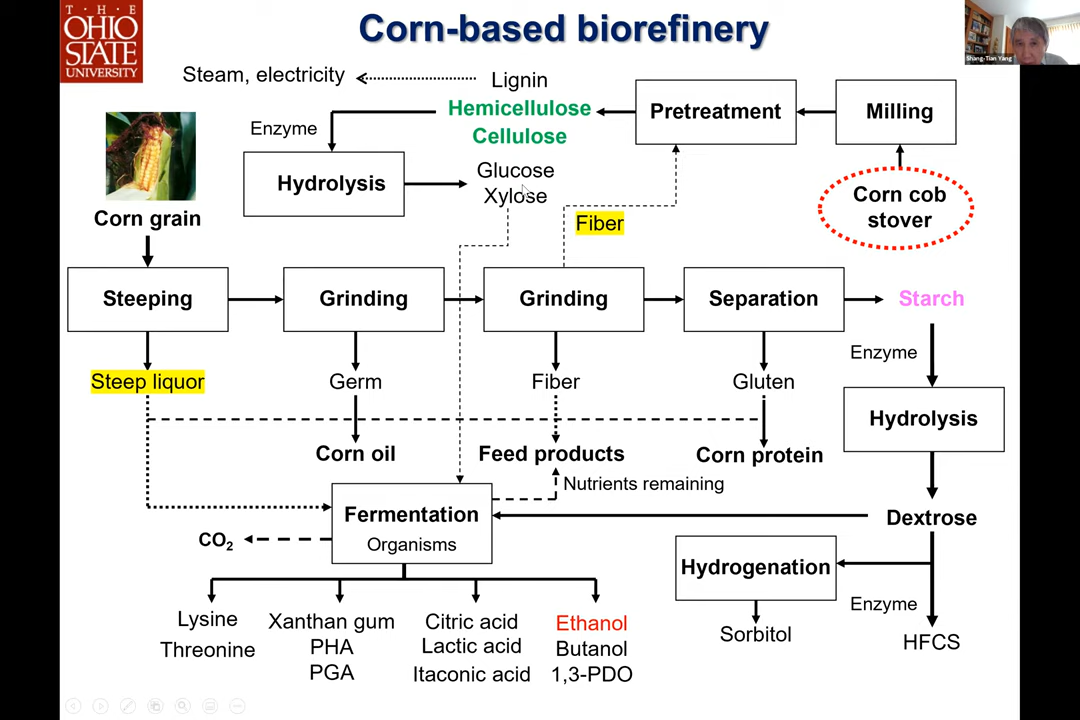 T · H · E
OHIO
STATE
UNIVERSITY
Corn-based biorefinery
Shang-Tian Yang
Steam, electricity
Lignin
Hemicellulose
Cellulose
Pretreatment
Milling
Enzyme
Hydrolysis
Glucose
Xylose
Corn cob
stover
Corn grain
Fiber
Steeping
Grinding
Grinding
Separation
Starch
Enzyme
Steep liquor
Germ
Fiber
Gluten
Hydrolysis
Corn oil
Feed products
Corn protein
Nutrients remaining
Fermentation
Organisms
Dextrose
CO₂
Hydrogenation
Enzyme
Lysine
Threonine
Xanthan gum
PHA
PGA
Citric acid
Lactic acid
Itaconic acid
Ethanol
Butanol
1,3-PDO
Sorbitol
HFCS